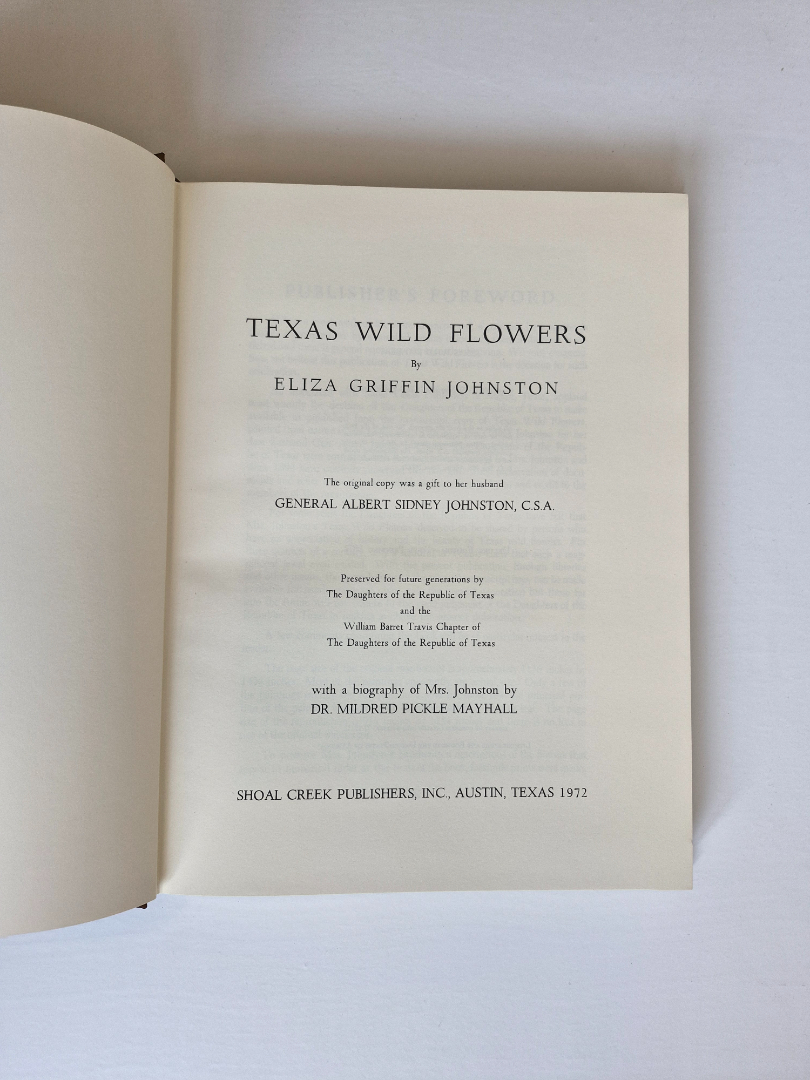 PUBLISHER'S FOREWORD
TEXAS WILD FLOWERS
By
ELIZA GRIFFIN JOHNSTON
The original copy was a gift to her husband
GENERAL ALBERT SIDNEY JOHNSTON, C.S.A.
Preserved for future generations by
The Daughters of the Republic of Texas
and the
William Barret Travis Chapter of
The Daughters of the Republic of Texas
with a biography of Mrs. Johnston by
DR. MILDRED PICKLE MAYHALL
SHOAL CREEK PUBLISHERS, INC., AUSTIN, TEXAS 1972